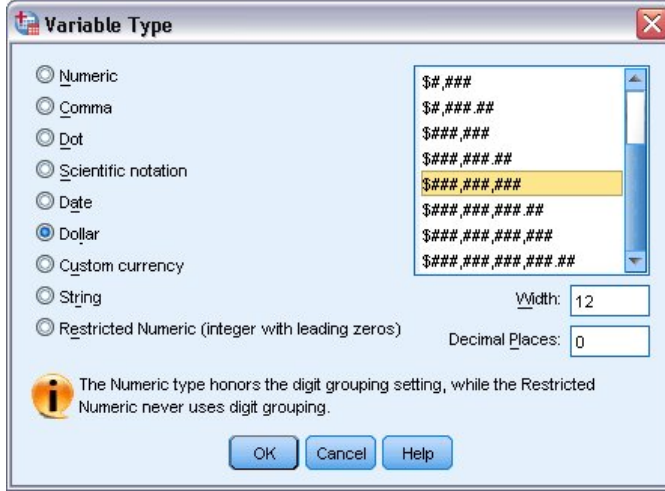 Variable Type
Numeric
Comma
Dot
Scientific notation
Date
Dollar
Custom currency
String
Restricted Numeric (integer with leading zeros)
$#,###
$#,###.##
$###,###
$###,###.##
$###,###,###
$###,###,###.##
$###,###,###,###
$###,###,###,###.##
Width: 12
Decimal Places: 0
The Numeric type honors the digit grouping setting, while the Restricted
Numeric never uses digit grouping.
OK Cancel Help